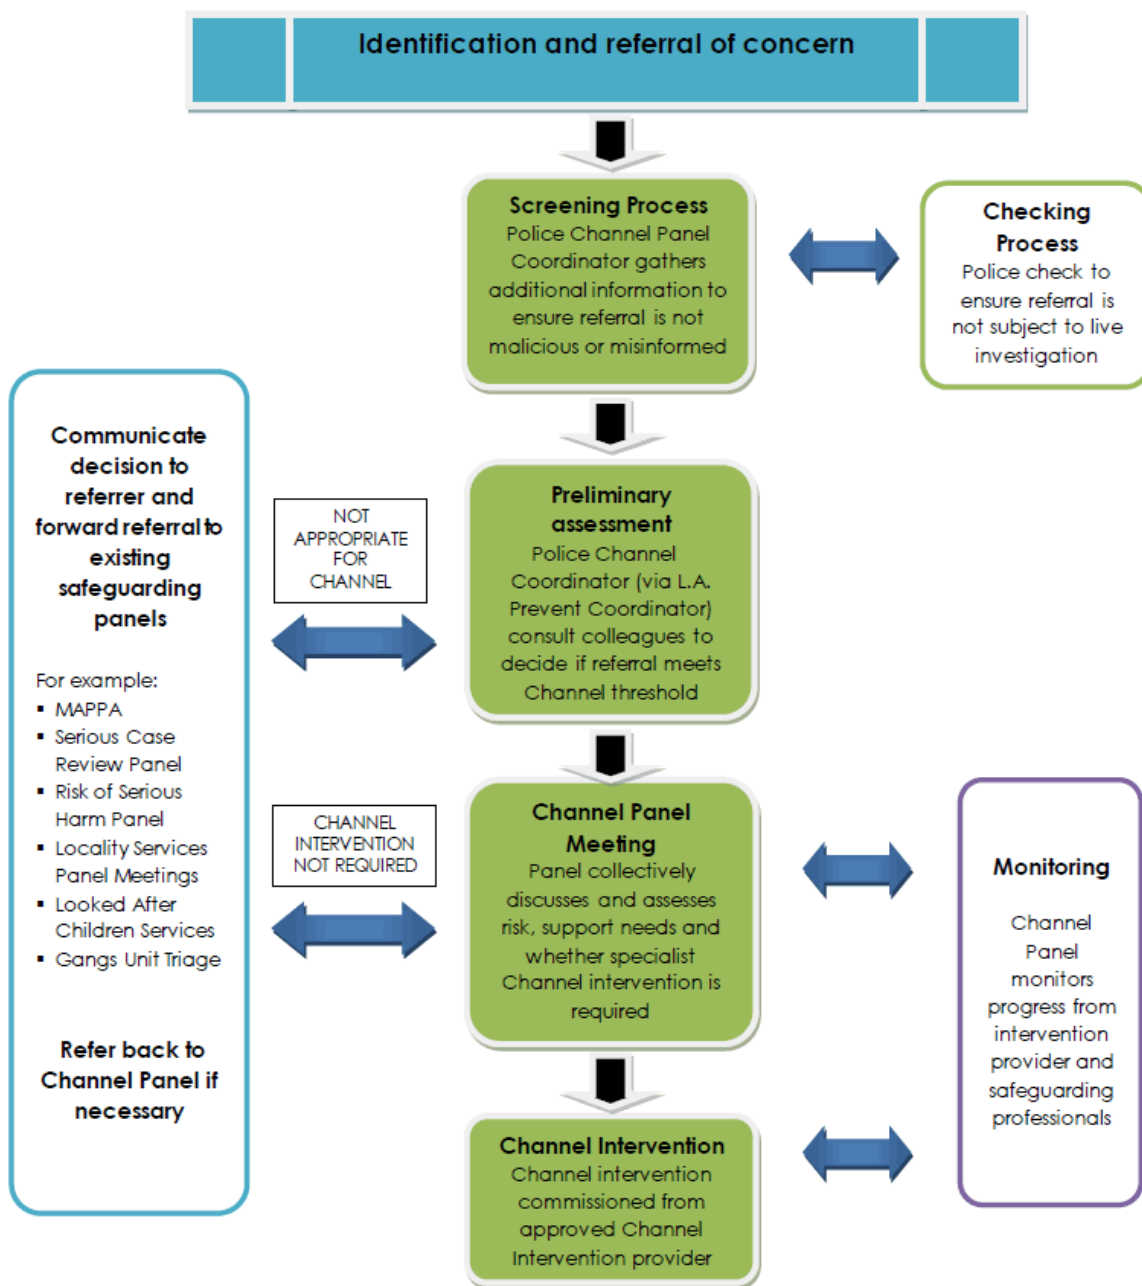 Identification and referral of concern
Screening Process
Police Channel Panel
Coordinator gathers
additional information to
ensure referral is not
malicious or misinformed
Checking
Process
Police check to
ensure referral is
not subject to live
investigation
Communicate
decision to
referrer and
forward referral to
existing
safeguarding
panels
For example:
▪ MAPPA
▪ Serious Case
Review Panel
▪ Risk of Serious
Harm Panel
▪ Locality Services
Panel Meetings
▪ Looked After
Children Services
▪ Gangs Unit Triage
Refer back to
Channel Panel if
necessary
NOT
APPROPRIATE
FOR
CHANNEL
Preliminary
assessment
Police Channel
Coordinator (via L.A.
Prevent Coordinator)
consult colleagues to
decide if referral meets
Channel threshold
CHANNEL
INTERVENTION
NOT REQUIRED
Channel Panel
Meeting
Panel collectively
discusses and assesses
risk, support needs and
whether specialist
Channel intervention is
required
Monitoring
Channel
Panel
monitors
progress from
intervention
provider and
safeguarding
professionals
Channel Intervention
Channel intervention
commissioned from
approved Channel
Intervention provider